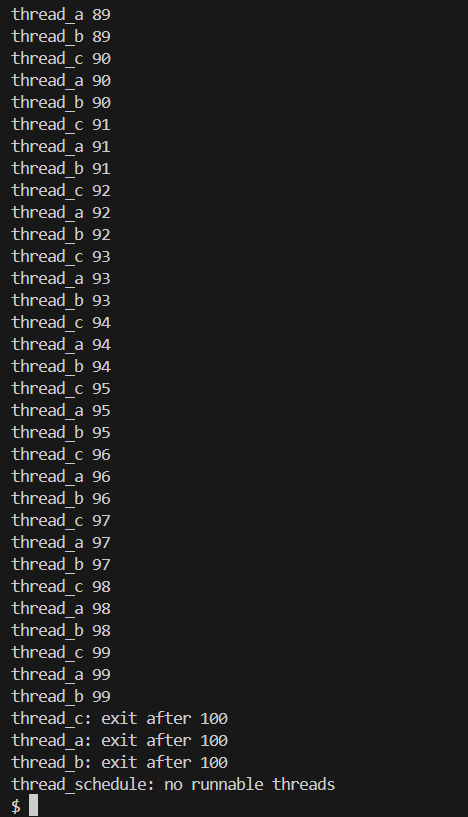 thread_a 89
thread_b 89
thread_c 90
thread_a 90
thread_b 90
thread_c 91
thread_a 91
thread_b 91
thread_c 92
thread_a 92
thread_b 92
thread_c 93
thread_a 93
thread_b 93
thread_c 94
thread_a 94
thread_b 94
thread_c 95
thread_a 95
thread_b 95
thread_c 96
thread_a 96
thread_b 96
thread_c 97
thread_a 97
thread_b 97
thread_c 98
thread_a 98
thread_b 98
thread_c 99
thread_a 99
thread_b 99
thread_c: exit after 100
thread_a: exit after 100
thread_b: exit after 100
thread_schedule: no runnable threads
$